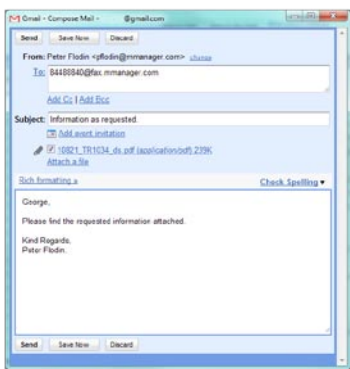 Gmail - Compose Mail - @gmail.com
Send Save Now Discard
From: Peter Flodin <pflodin@mmanager.com> change
To: 84488840@fax.mmanager.com
Add Cc | Add Bcc
Subject: Information as requested.
Add event invitation
10821_TR1034_ds.pdf (application/pdf) 239K
Attach a file
Rich formatting » Check Spelling ▼
George,
Please find the requested information attached.
Kind Regards,
Peter Flodin.
Send Save Now Discard